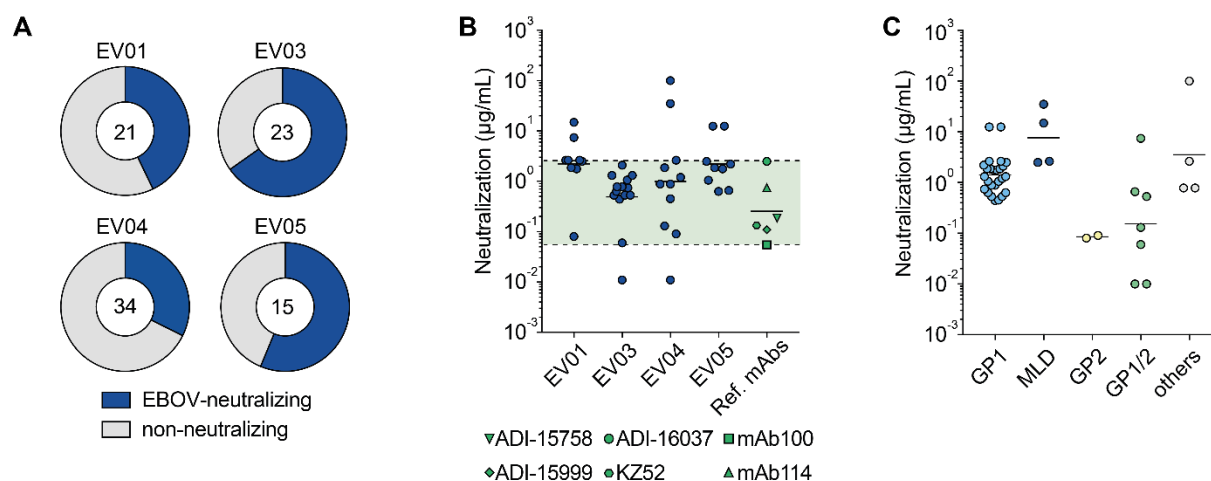 A
EV01
EV03
21
23
EV04
EV05
34
15
EBOV-neutralizing
non-neutralizing
B
Neutralization (µg/mL)
10³
10²
10¹
10⁰
10⁻¹
10⁻²
10⁻³
EV01
EV03
EV04
EV05
Ref. mAbs
ADI-15758 ADI-16037 mAb100
ADI-15999 KZ52 mAb114
C
Neutralization (µg/mL)
10³
10²
10¹
10⁰
10⁻¹
10⁻²
10⁻³
GP1
MLD
GP2
GP1/2
others